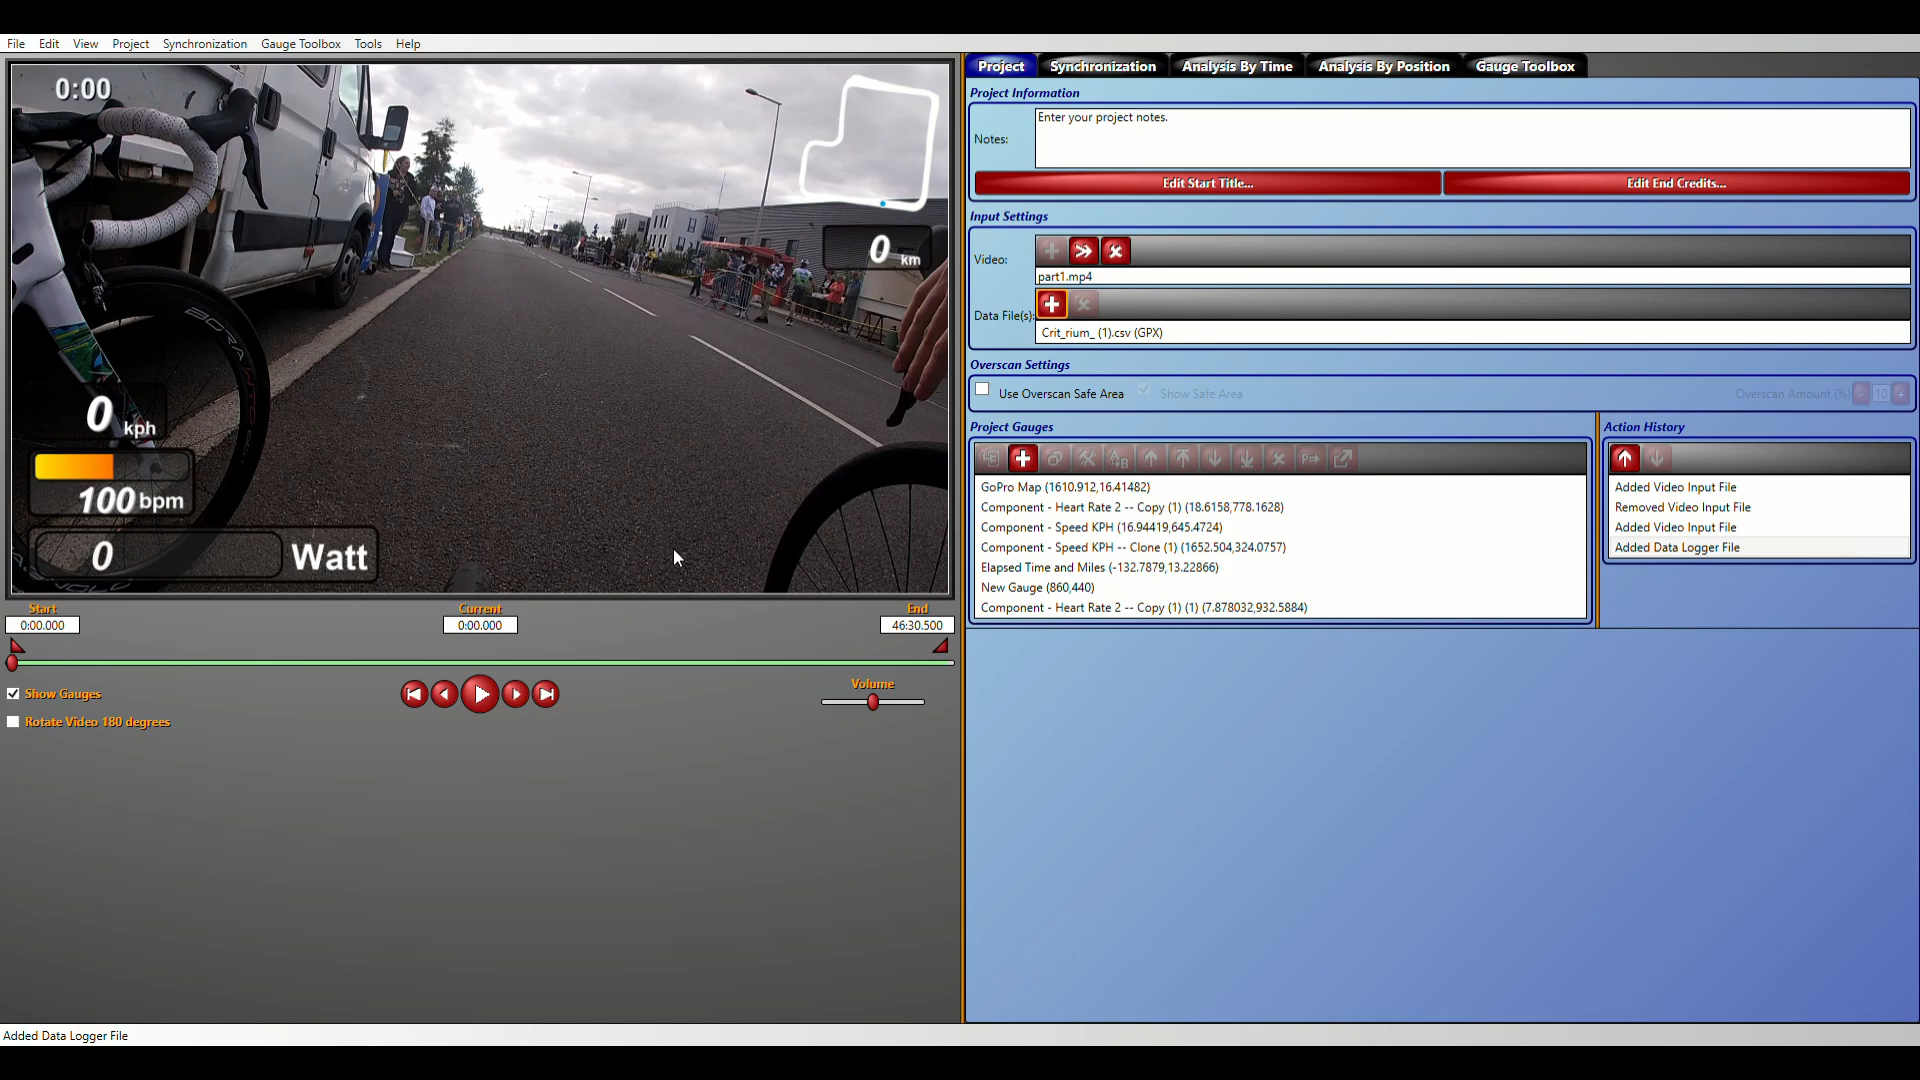 File Edit View Project Synchronization Gauge Toolbox Tools Help
0:00
0 km
0 kph
100 bpm
0 Watt
Start
Current
End
0:00.000
0:00.000
46:30.500
Show Gauges
Rotate Video 180 degrees
Volume
Project Synchronization Analysis By Time Analysis By Position Gauge Toolbox
Project Information
Notes:
Enter your project notes.
Edit Start Title...
Edit End Credits...
Input Settings
Video:
part1.mp4
Data File(s):
Crit_rium_ (1).csv (GPX)
Overscan Settings
Use Overscan Safe Area
Show Safe Area
Overscan Amount (%)
10
Project Gauges
GoPro Map (1610.912,16.41482)
Component - Heart Rate 2 -- Copy (1) (18.6158,778.1628)
Component - Speed KPH (16.94419,645.4724)
Component - Speed KPH -- Clone (1) (1652.504,324.0757)
Elapsed Time and Miles (-132.7879,13.22866)
New Gauge (860,440)
Component - Heart Rate 2 -- Copy (1) (1) (7.878032,932.5884)
Action History
Added Video Input File
Removed Video Input File
Added Video Input File
Added Data Logger File
Added Data Logger File